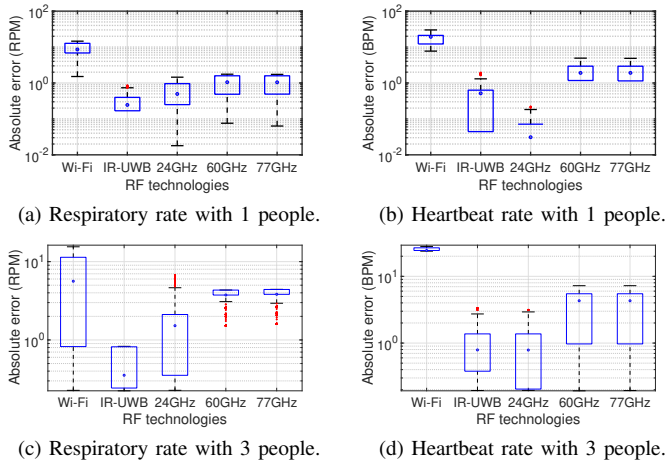 Absolute error (RPM)
10^1
10^0
10^-1
10^-2
Wi-Fi IR-UWB 24GHz 60GHz 77GHz
RF technologies
(a) Respiratory rate with 1 people.
Absolute error (BPM)
10^2
10^0
10^-2
Wi-Fi IR-UWB 24GHz 60GHz 77GHz
RF technologies
(b) Heartbeat rate with 1 people.
Absolute error (RPM)
10^1
10^0
Wi-Fi IR-UWB 24GHz 60GHz 77GHz
RF technologies
(c) Respiratory rate with 3 people.
Absolute error (BPM)
10^1
10^0
Wi-Fi IR-UWB 24GHz 60GHz 77GHz
RF technologies
(d) Heartbeat rate with 3 people.